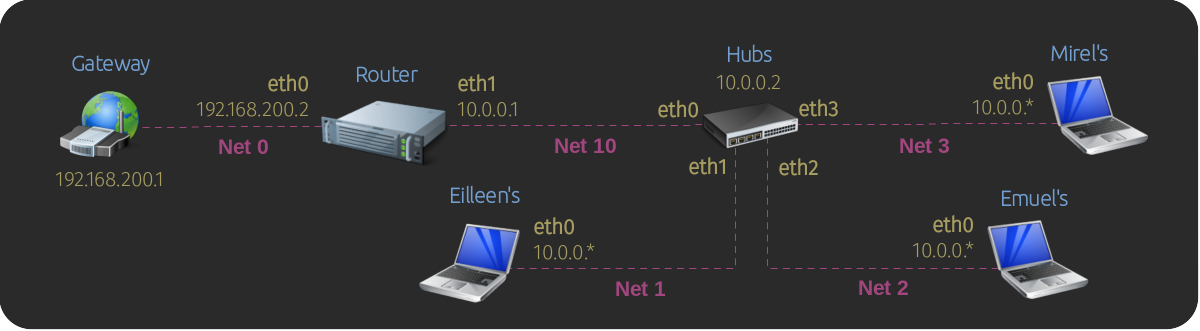 Gateway
192.168.200.1
eth0
192.168.200.2
Net 0
Router
eth1
10.0.0.1
Net 10
Hubs
10.0.0.2
eth0
eth3
eth1
eth2
Net 3
Mirel's
eth0
10.0.0.*
Eilleen's
eth0
10.0.0.*
Net 1
Emuel's
eth0
10.0.0.*
Net 2